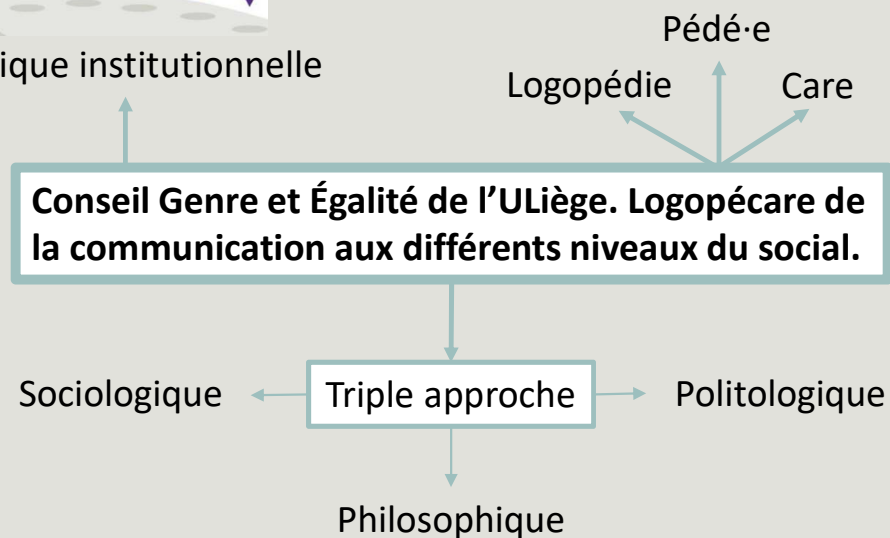 Pédé·e
ique institutionnelle
Logopédie
Care
Conseil Genre et Égalité de l’ULiège. Logopécare de
la communication aux différents niveaux du social.
Sociologique
Triple approche
Politologique
Philosophique